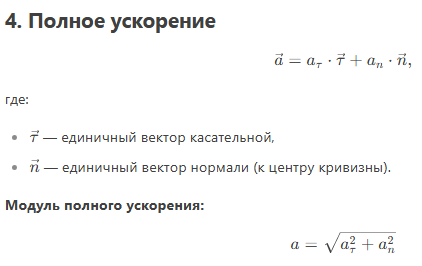 4. Полное ускорение
$\vec{a} = a_\tau \cdot \vec{\tau} + a_n \cdot \vec{n},$
где:
• $\vec{\tau}$ — единичный вектор касательной,
• $\vec{n}$ — единичный вектор нормали (к центру кривизны).
Модуль полного ускорения:
$a = \sqrt{a_\tau^2 + a_n^2}$